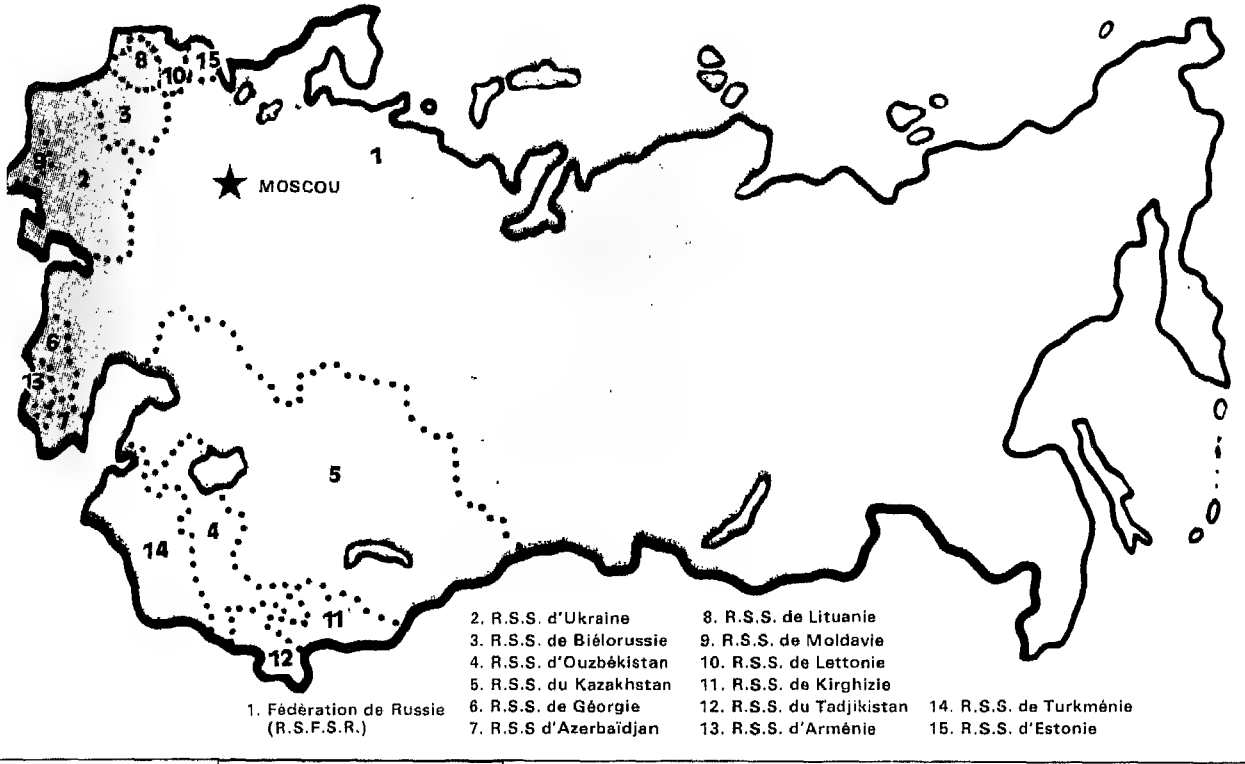 8
15
10
3
1
9
2
MOSCOU
6
13
7
5
4
14
11
12
1. Fédération de Russie
(R.S.F.S.R.)
2. R.S.S. d'Ukraine
3. R.S.S. de Biélorussie
4. R.S.S. d'Ouzbékistan
5. R.S.S. du Kazakhstan
6. R.S.S. de Géorgie
7. R.S.S d'Azerbaïdjan
8. R.S.S. de Lituanie
9. R.S.S. de Moldavie
10. R.S.S. de Lettonie
11. R.S.S. de Kirghizie
12. R.S.S. du Tadjikistan
13. R.S.S. d'Arménie
14. R.S.S. de Turkménie
15. R.S.S. d'Estonie